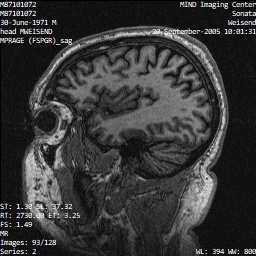 M87101072
M87101072
30-June-1971 M
head MWEISEND
MPRAGE (FSPGR)_sag
MIND Imaging Center
Sonata
Weisend
30-September-2005 10:01:31
ST: 1.30 SL: 37.32
RT: 2730.00 ET: 3.25
FS: 1.49
MR
Images: 93/128
Series: 2
WL: 394 WW: 800